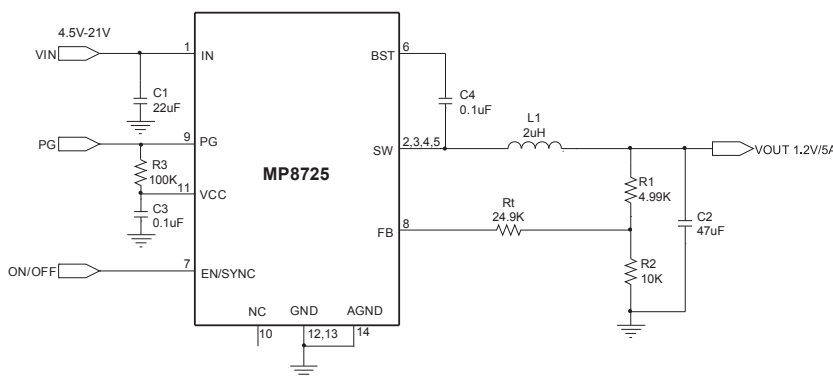 4.5V-21V
VIN
1
IN
C1
22uF
PG
9
PG
R3
100K
11
VCC
C3
0.1uF
ON/OFF
7
EN/SYNC
MP8725
NC
GND
AGND
10
12,13
14
BST
6
C4
0.1uF
SW
2,3,4,5
L1
2uH
VOUT 1.2V/5A
R1
4.99K
C2
47uF
Rt
24.9K
FB
8
R2
10K